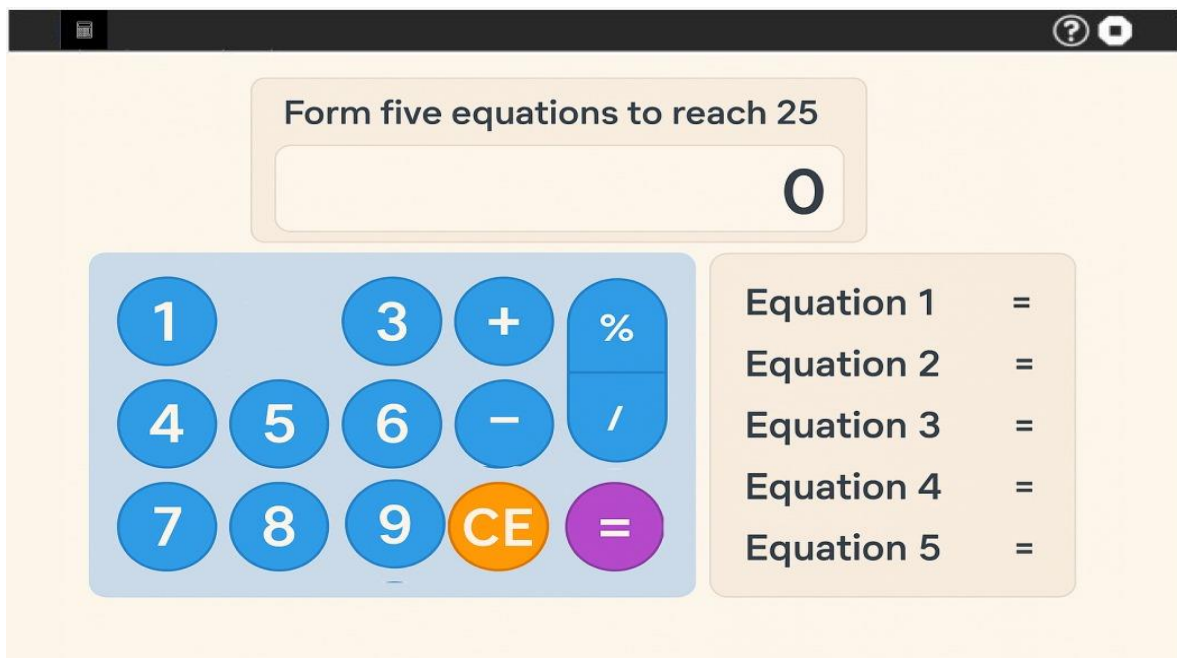 ?
Form five equations to reach 25
0
1 3 + %
4 5 6 − /
7 8 9 CE =
Equation 1 =
Equation 2 =
Equation 3 =
Equation 4 =
Equation 5 =